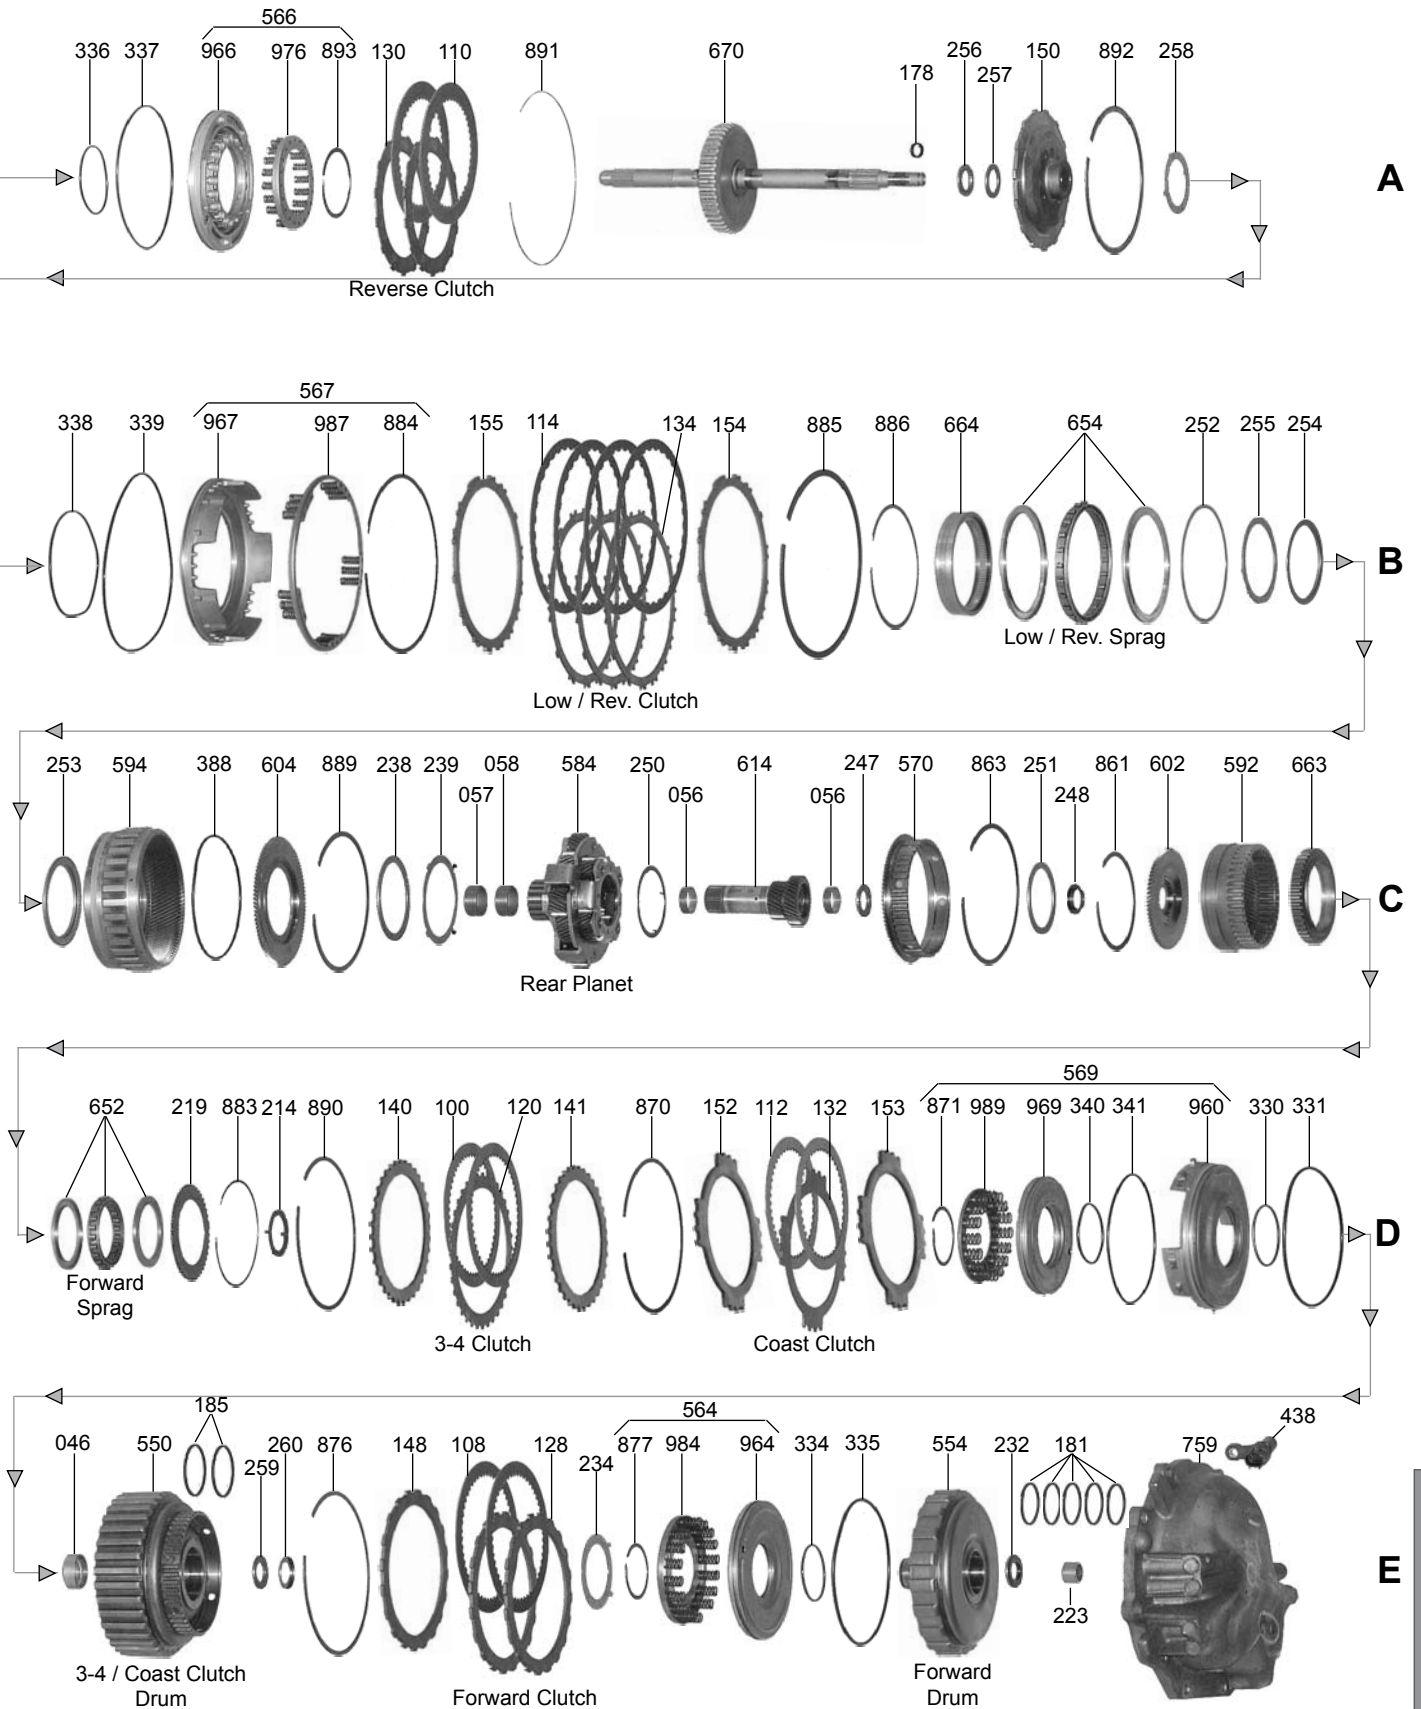 566
336 337 966 976 893 130 110 891 670 256 150 892 258
178 257
A
Reverse Clutch
567
338 339 967 987 884 155 114 134 154 885 886 664 654 252 255 254
B
Low / Rev. Sprag
Low / Rev. Clutch
253 594 388 604 889 238 239 058 584 250 614 247 570 863 251 861 602 592 663
057 056 056 248
C
Rear Planet
569
652 219 883 214 890 140 100 120 141 870 152 112 132 153 871 989 969 340 341 960 330 331
D
Forward
Sprag
3-4 Clutch
Coast Clutch
185 564 438
046 550 260 876 148 108 128 877 984 964 334 335 554 232 181 759
259 234
E
223
3-4 / Coast Clutch
Drum
Forward Clutch
Forward
Drum